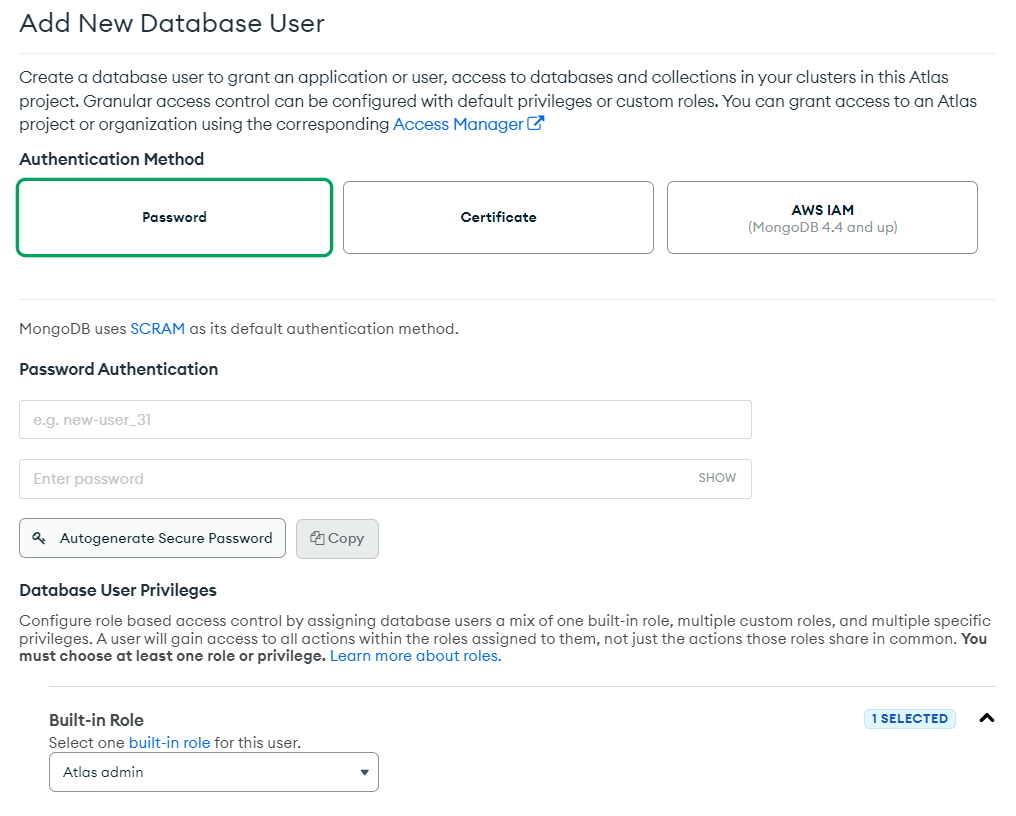 Add New Database User
Create a database user to grant an application or user, access to databases and collections in your clusters in this Atlas
project. Granular access control can be configured with default privileges or custom roles. You can grant access to an Atlas
project or organization using the corresponding Access Manager
Authentication Method
Password
Certificate
AWS IAM
(MongoDB 4.4 and up)
MongoDB uses SCRAM as its default authentication method.
Password Authentication
e.g. new-user_31
Enter password SHOW
Autogenerate Secure Password Copy
Database User Privileges
Configure role based access control by assigning database users a mix of one built-in role, multiple custom roles, and multiple specific
privileges. A user will gain access to all actions within the roles assigned to them, not just the actions those roles share in common. You
must choose at least one role or privilege. Learn more about roles.
Built-in Role 1 SELECTED
Select one built-in role for this user.
Atlas admin